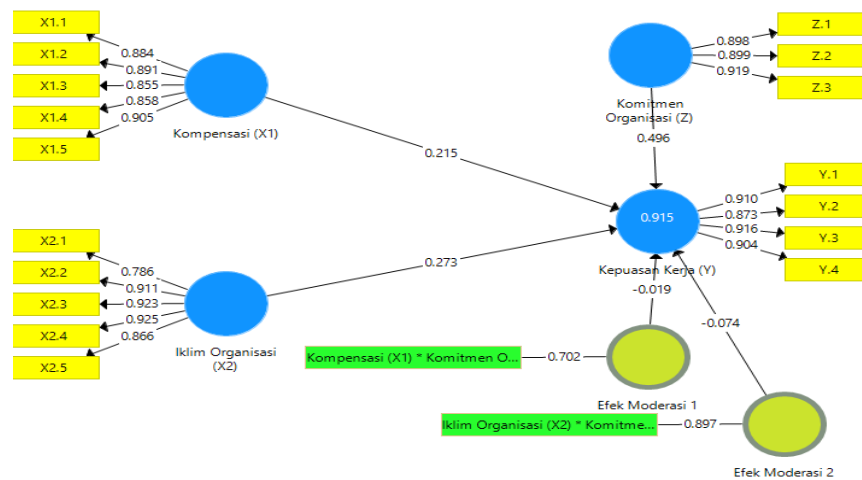 X1.1
X1.2
X1.3
X1.4
X1.5
0.884
0.891
0.855
0.858
0.905
Kompensasi (X1)
0.215
Z.1
Z.2
Z.3
0.898
0.899
0.919
Komitmen
Organisasi (Z)
0.496
X2.1
X2.2
X2.3
X2.4
X2.5
0.786
0.911
0.923
0.925
0.866
Iklim Organisasi
(X2)
0.273
0.915
Kepuasan Kerja (Y)
Y.1
Y.2
Y.3
Y.4
0.910
0.873
0.916
0.904
-0.019
-0.074
Kompensasi (X1) * Komitmen O...
0.702
Efek Moderasi 1
Iklim Organisasi (X2) * Komitme...
0.897
Efek Moderasi 2